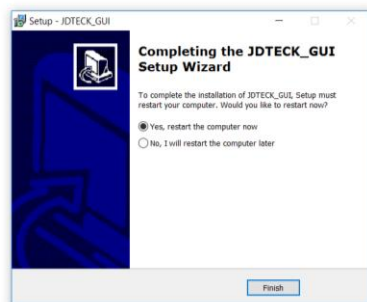 Setup - JDTECK_GUI
Completing the JDTECK_GUI
Setup Wizard
To complete the installation of JDTECK_GUI, Setup must
restart your computer. Would you like to restart now?
Yes, restart the computer now
No, I will restart the computer later
Finish